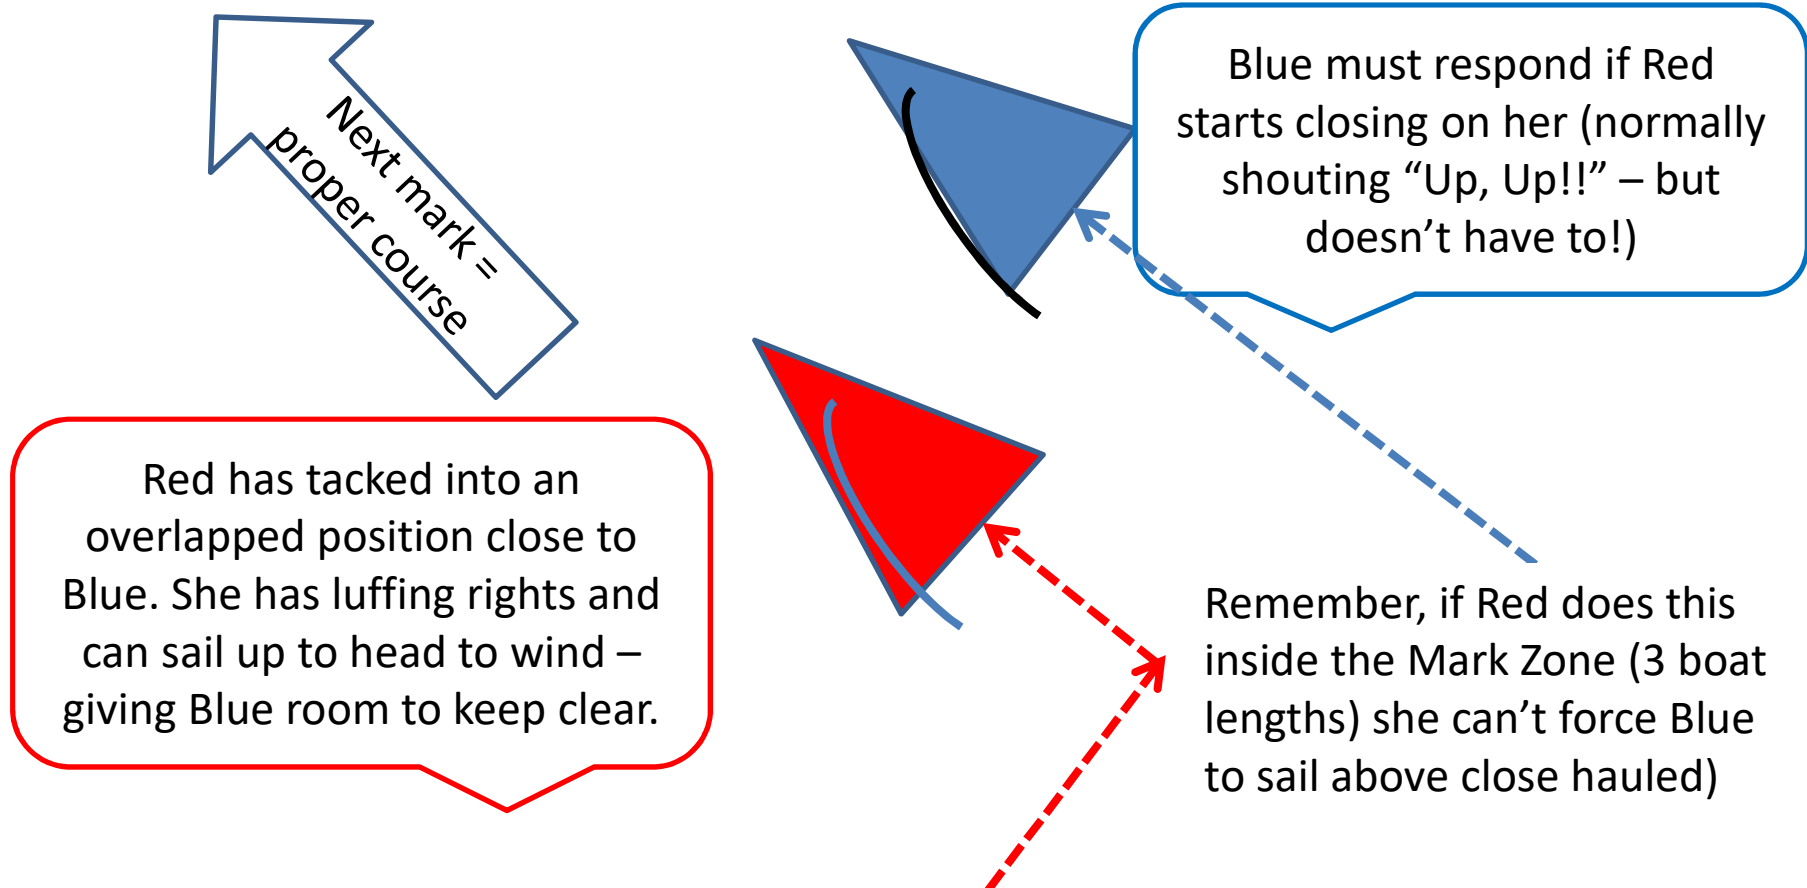 Next mark =
proper course
Blue must respond if Red
starts closing on her (normally
shouting “Up, Up!!” – but
doesn’t have to!)
Red has tacked into an
overlapped position close to
Blue. She has luffing rights and
can sail up to head to wind –
giving Blue room to keep clear.
Remember, if Red does this
inside the Mark Zone (3 boat
lengths) she can’t force Blue
to sail above close hauled)